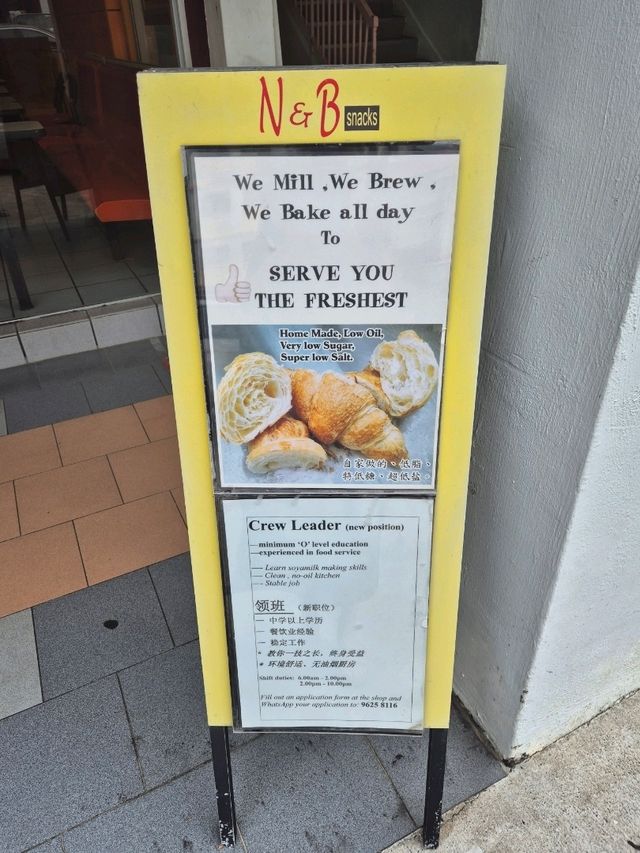 N & B snacks
We Mill ,We Brew ,
We Bake all day
To
SERVE YOU
THE FRESHEST
Home Made, Low Oil,
Very low Sugar,
Super low Salt.
自家做的、低脂、
特低糖、超低盐。
Crew Leader (new position)
—minimum 'O' level education
—experienced in food service
— Learn soyamilk making skills
— Clean , no-oil kitchen
— Stable job
领班 （新职位）
— 中学以上学历
— 餐饮业经验
— 稳定工作
* 教你一技之长，终身受益
* 环境舒适、无油烟厨房
Shift duties: 6.00am - 2.00pm
2.00pm - 10.00pm
Fill out an application form at the shop and
WhatsApp your application to: 9625 8116